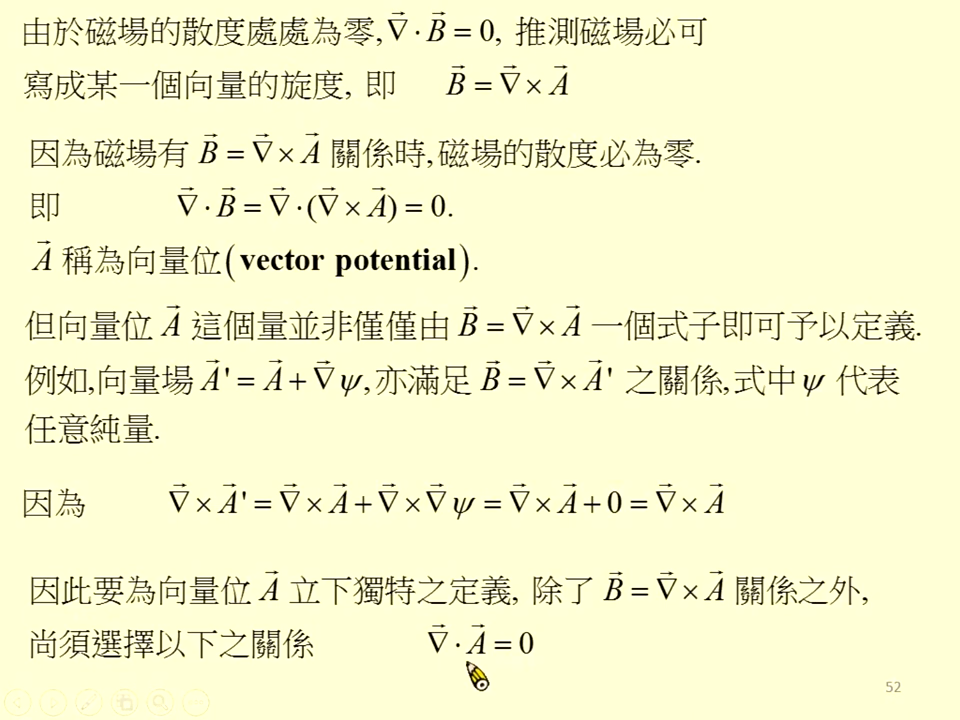 由於磁場的散度處處為零,∇⃗·B⃗ = 0, 推測磁場必可
寫成某一個向量的旋度, 即 B⃗ = ∇⃗ × A⃗
因為磁場有 B⃗ = ∇⃗ × A⃗ 關係時,磁場的散度必為零.
即 ∇⃗·B⃗ = ∇⃗·(∇⃗ × A⃗) = 0.
A⃗ 稱為向量位(vector potential).
但向量位 A⃗ 這個量並非僅僅由 B⃗ = ∇⃗ × A⃗ 一個式子即可予以定義.
例如,向量場 A⃗' = A⃗ + ∇⃗ψ,亦滿足 B⃗ = ∇⃗ × A⃗' 之關係,式中ψ 代表
任意純量.
因為 ∇⃗ × A⃗' = ∇⃗ × A⃗ + ∇⃗ × ∇⃗ψ = ∇⃗ × A⃗ + 0 = ∇⃗ × A⃗
因此要為向量位 A⃗ 立下獨特之定義, 除了 B⃗ = ∇⃗ × A⃗ 關係之外,
尚須選擇以下之關係 ∇⃗·A⃗ = 0
52